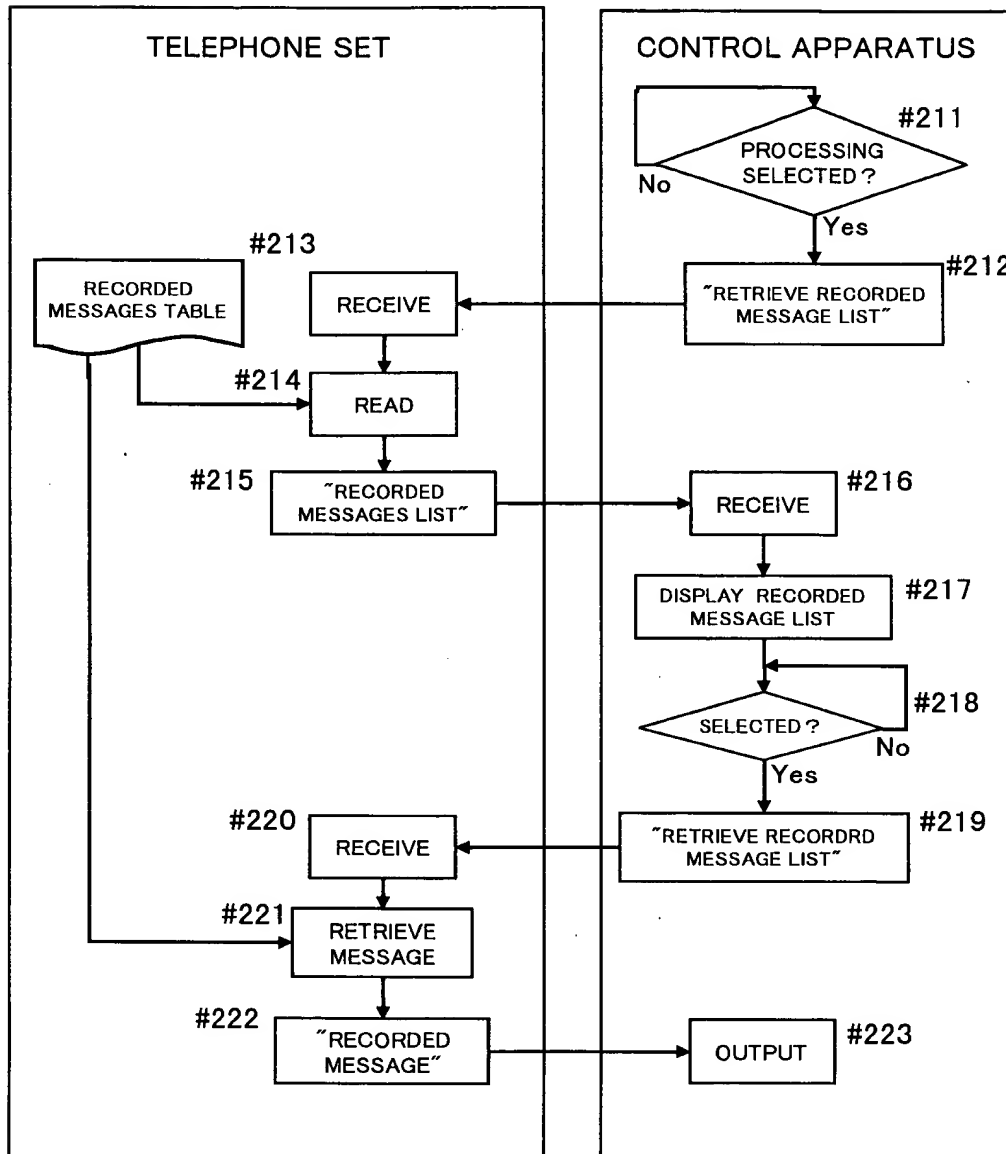 TELEPHONE SET
CONTROL APPARATUS
#211
PROCESSING
SELECTED?
No
Yes
#212
"RETRIEVE RECORDED
MESSAGE LIST"
#213
RECORDED
MESSAGES TABLE
RECEIVE
#214
READ
#215
"RECORDED
MESSAGES LIST"
#216
RECEIVE
#217
DISPLAY RECORDED
MESSAGE LIST
#218
SELECTED?
No
Yes
#219
"RETRIEVE RECORDRD
MESSAGE LIST"
#220
RECEIVE
#221
RETRIEVE
MESSAGE
#222
"RECORDED
MESSAGE"
#223
OUTPUT